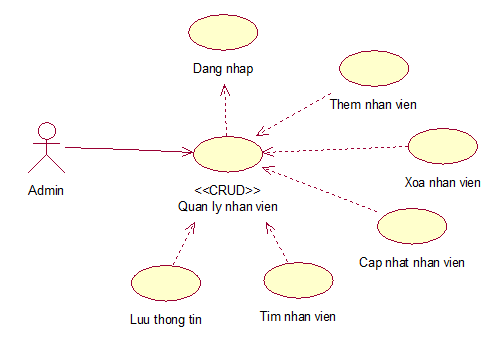 Dang nhap
Them nhan vien
Admin
<<CRUD>>
Quan ly nhan vien
Xoa nhan vien
Cap nhat nhan vien
Luu thong tin
Tim nhan vien